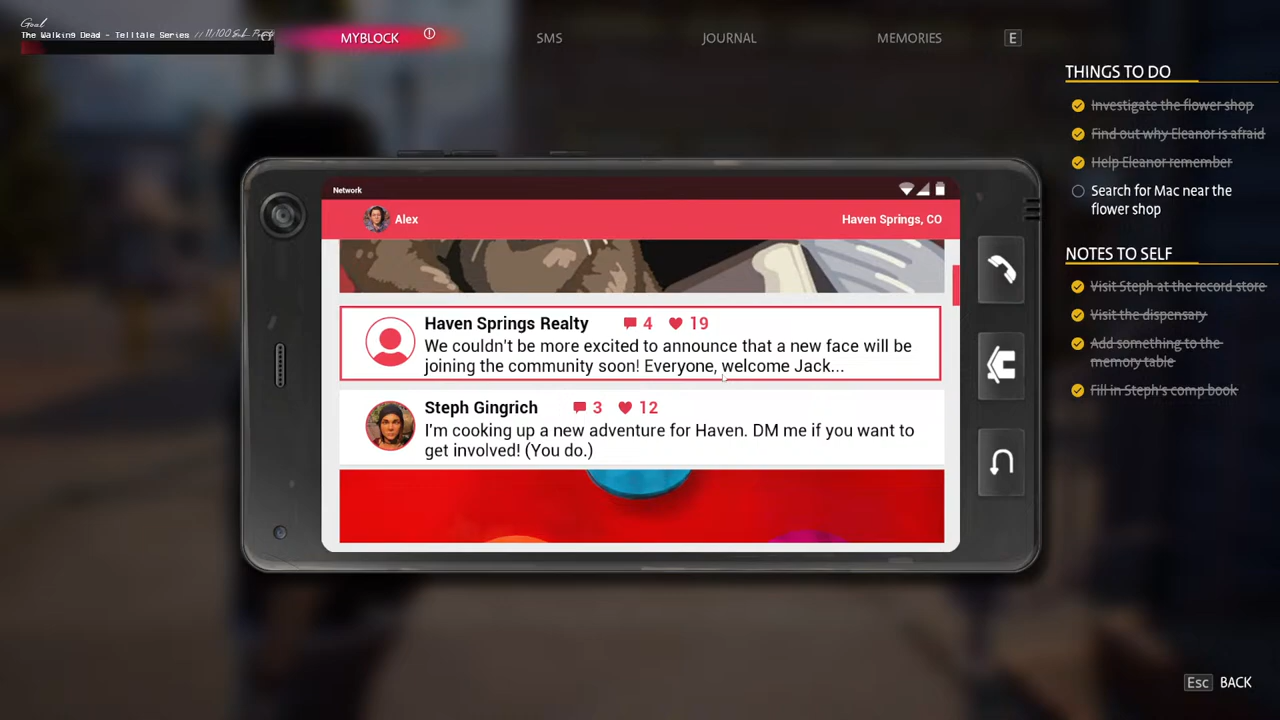 Goal
The Walking Dead - Telltale Series // 11/100 Sub
MYBLOCK
SMS
JOURNAL
MEMORIES
E
THINGS TO DO
Investigate the flower shop
Find out why Eleanor is afraid
Help Eleanor remember
Search for Mac near the
flower shop
NOTES TO SELF
Visit Steph at the record store
Visit the dispensary
Add something to the
memory table
Fill in Steph's comp book
Network
Alex
Haven Springs, CO
Haven Springs Realty 4 19
We couldn't be more excited to announce that a new face will be
joining the community soon! Everyone, welcome Jack...
Steph Gingrich 3 12
I'm cooking up a new adventure for Haven. DM me if you want to
get involved! (You do.)
Esc BACK